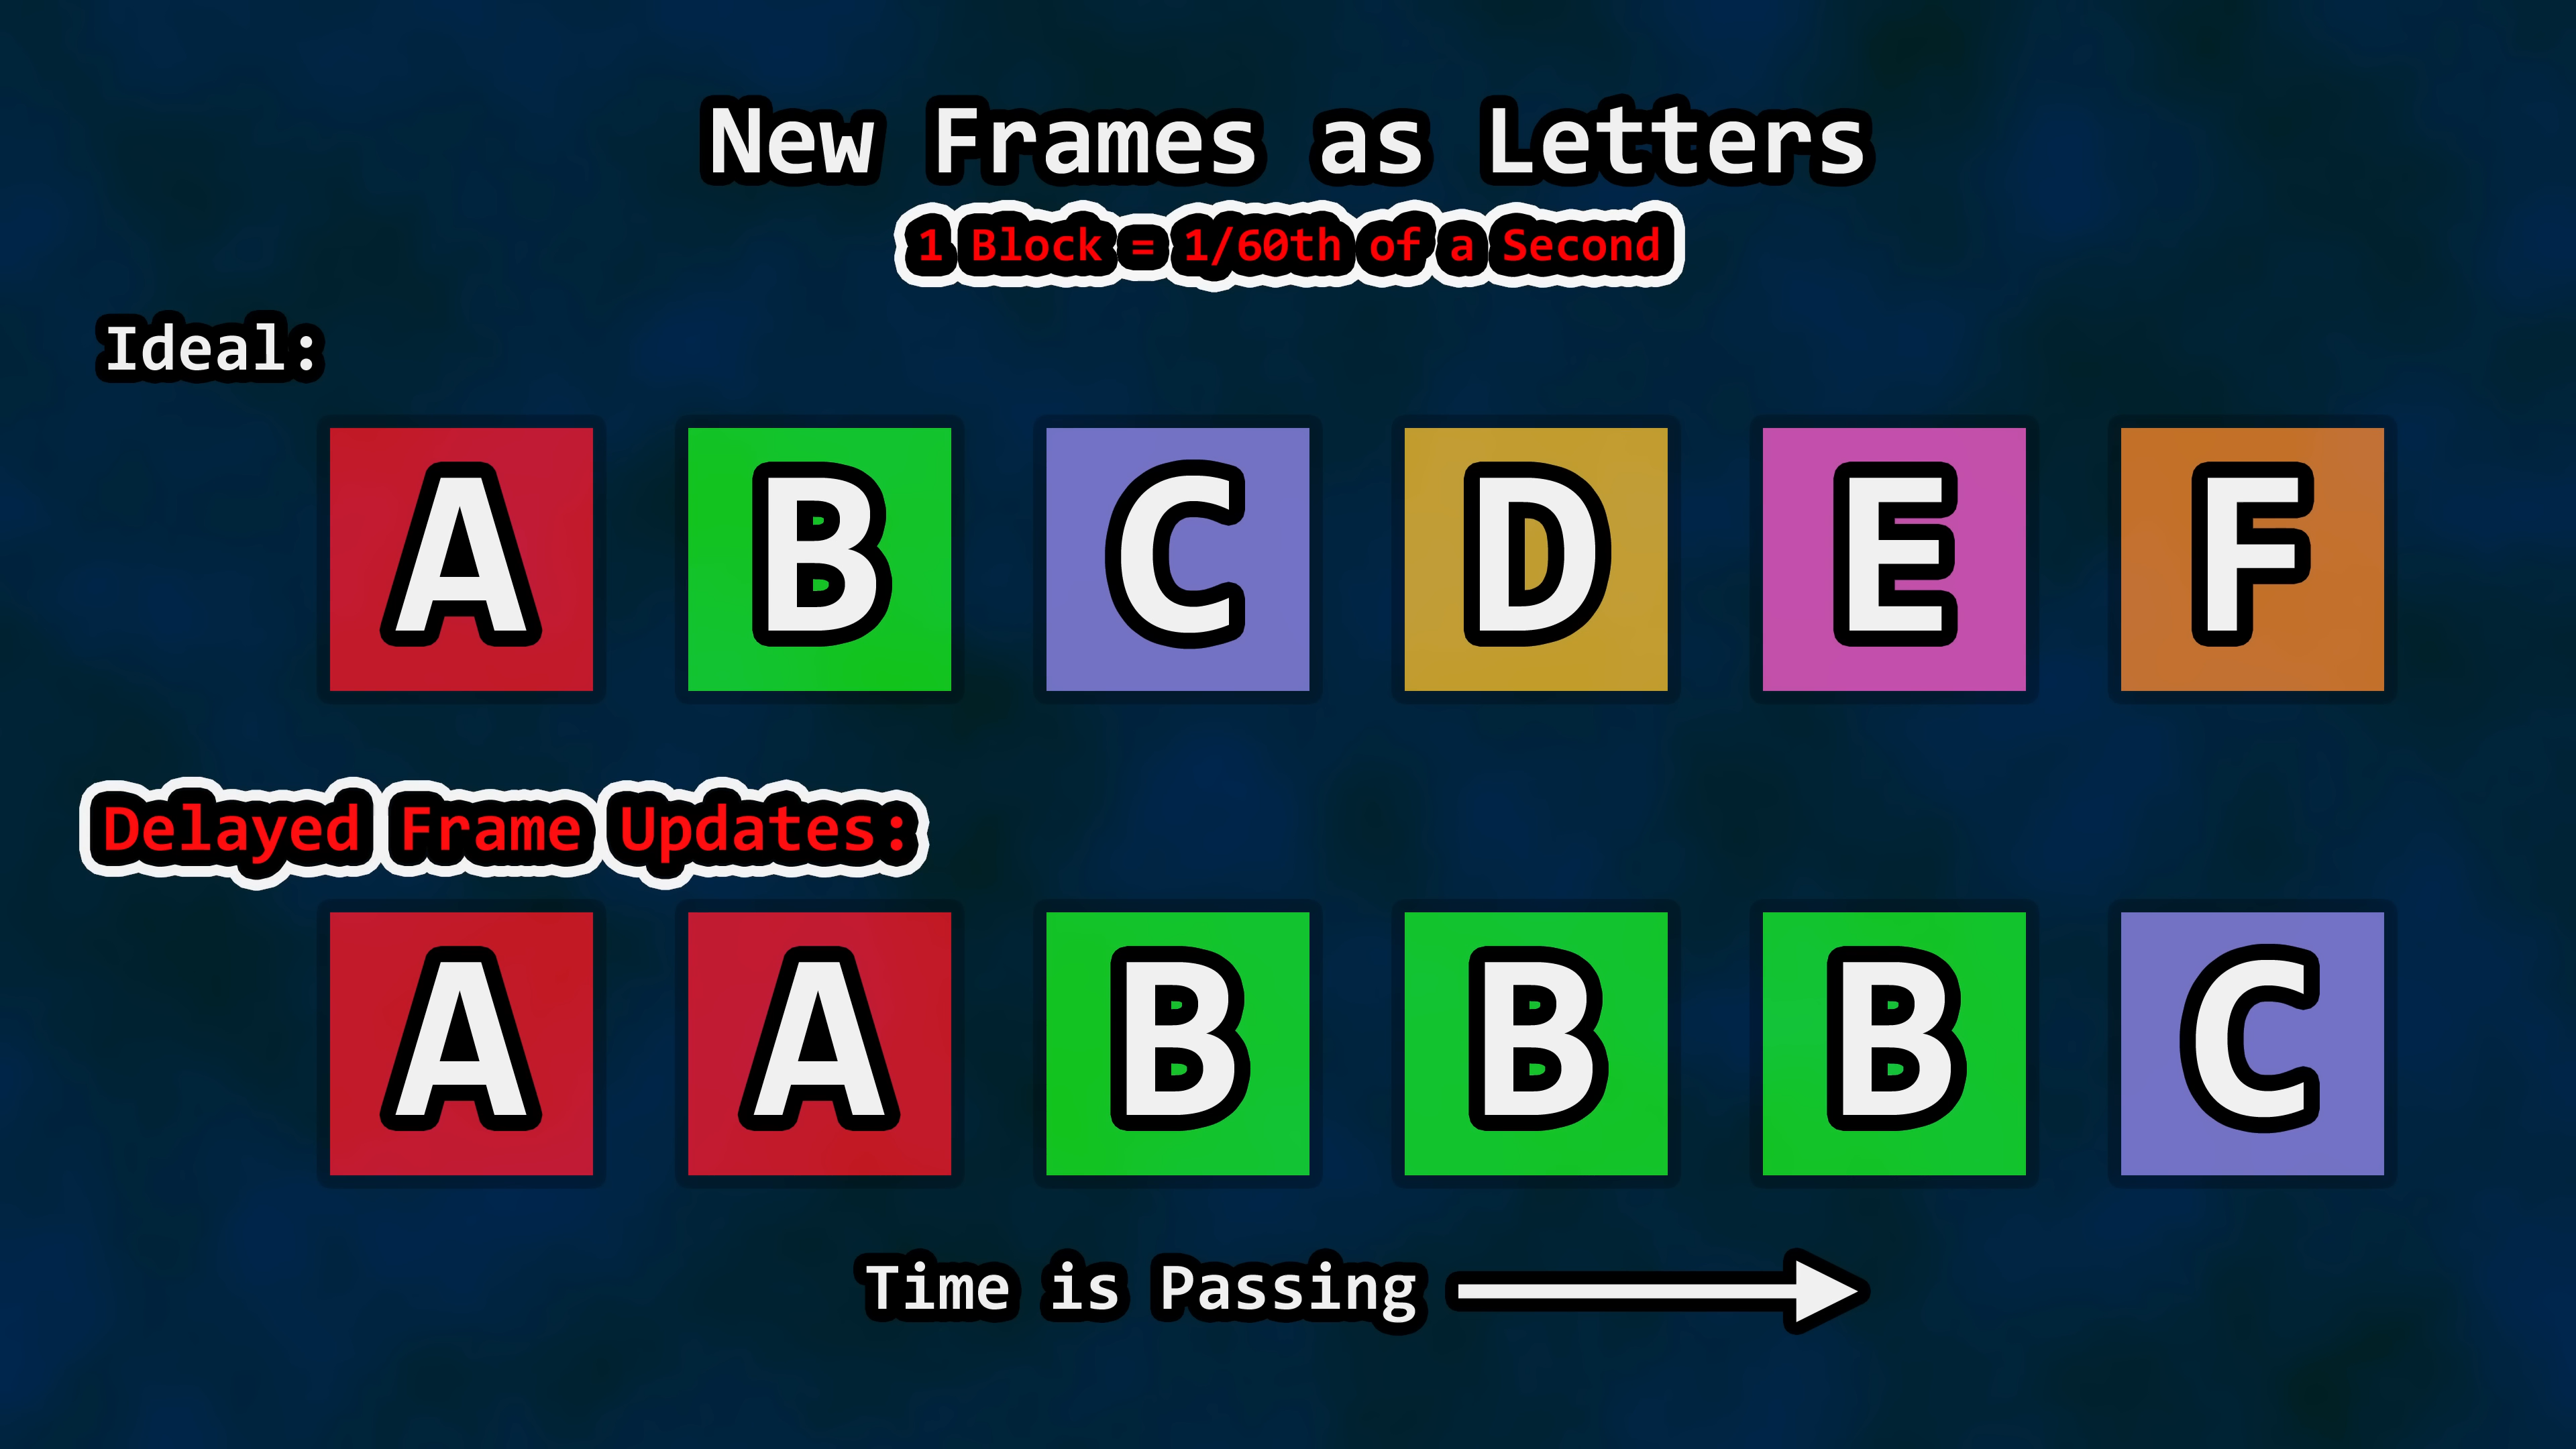 New Frames as Letters
1 Block = 1/60th of a Second
Ideal:
A B C D E F
Delayed Frame Updates:
A A B B B C
Time is Passing